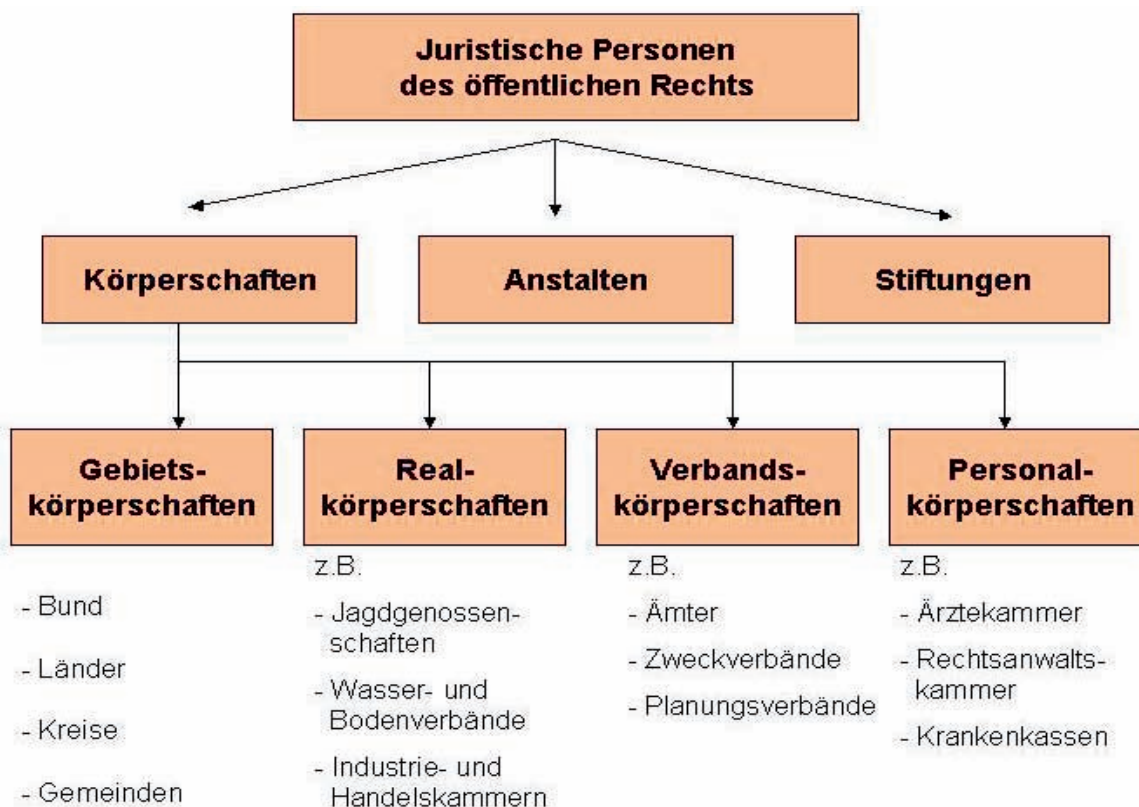 Juristische Personen
des öffentlichen Rechts
Körperschaften
Anstalten
Stiftungen
Gebiets-
körperschaften
- Bund
- Länder
- Kreise
- Gemeinden
Real-
körperschaften
z.B.
- Jagdgenossen-
schaften
- Wasser- und
Bodenverbände
- Industrie- und
Handelskammern
Verbands-
körperschaften
z.B.
- Ämter
- Zweckverbände
- Planungsverbände
Personal-
körperschaften
z.B.
- Ärztekammer
- Rechtsanwalts-
kammer
- Krankenkassen